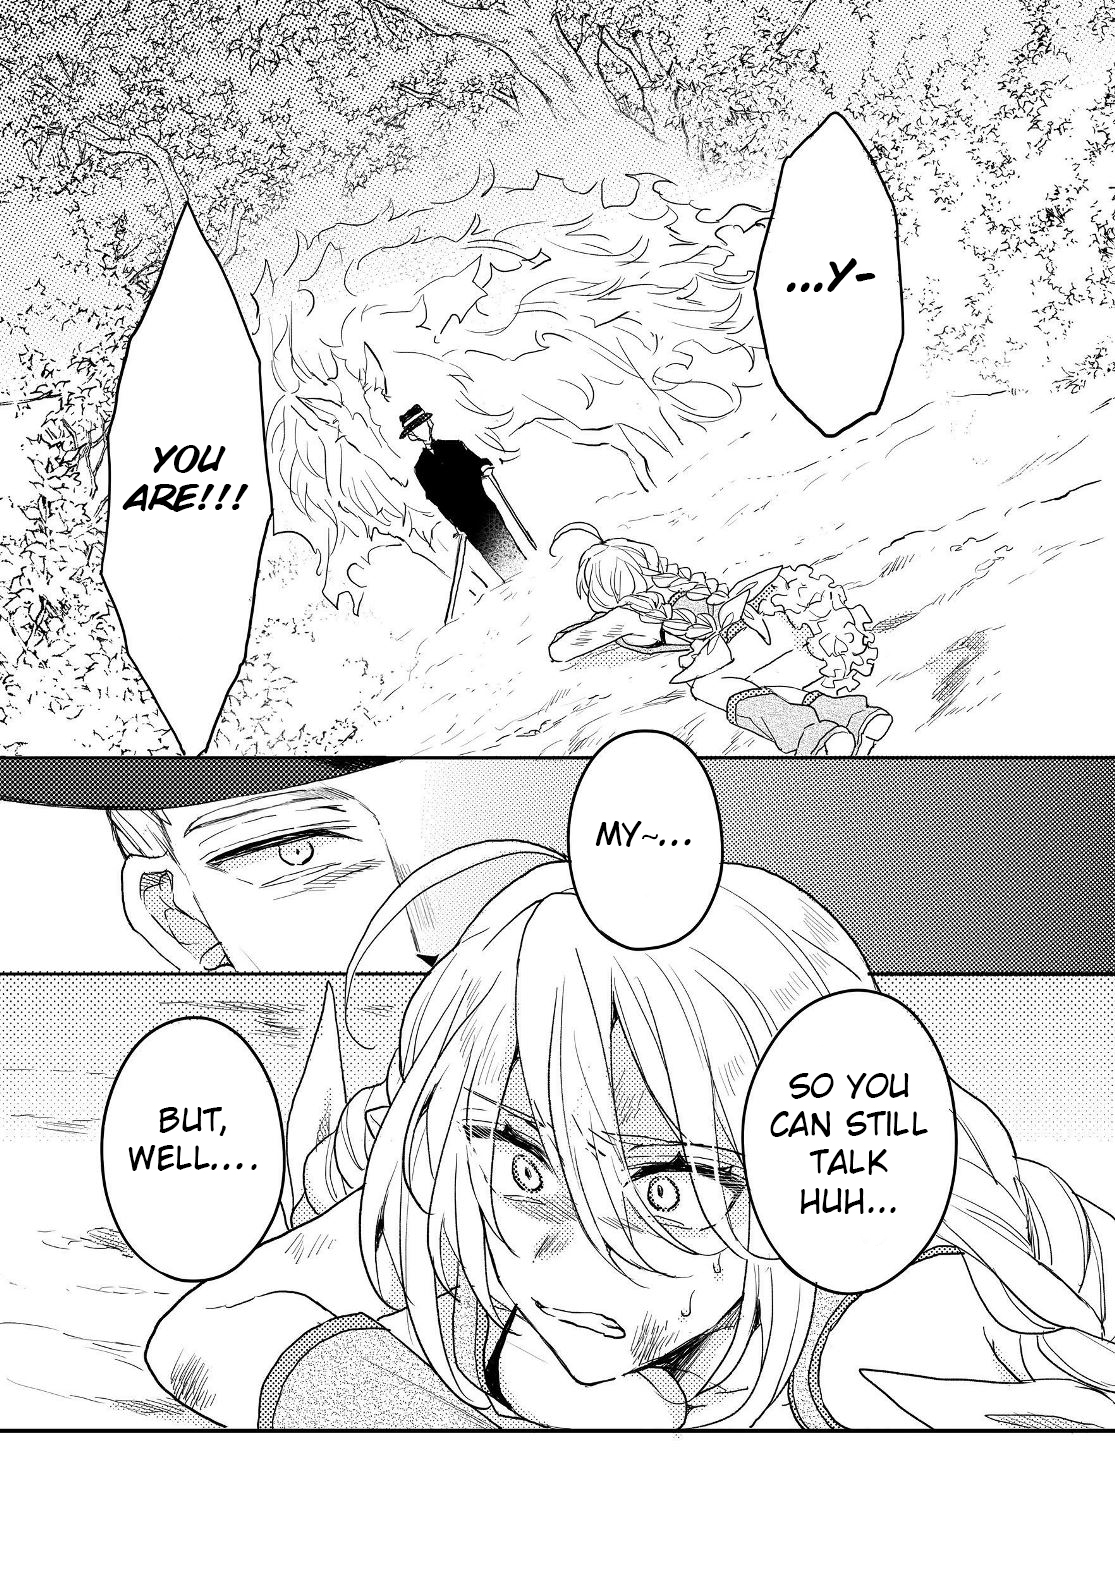 ...Y-
YOU
ARE!!!
MY~...
SO YOU
CAN STILL
TALK
HUH...
BUT,
WELL....